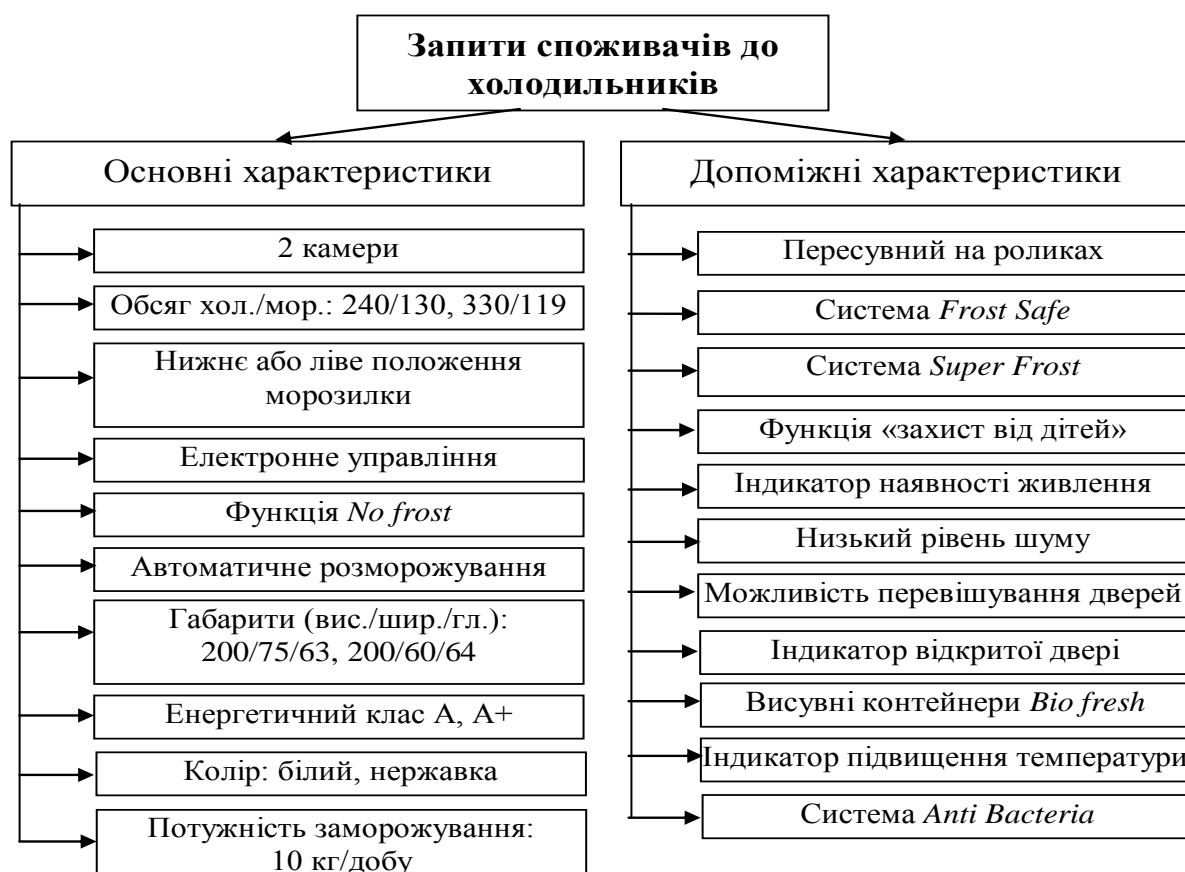 Запити споживачів до
холодильників
Основні характеристики
2 камери
Обсяг хол./мор.: 240/130, 330/119
Нижнє або ліве положення
морозилки
Електронне управління
Функція No frost
Автоматичне розморожування
Габарити (вис./шир./гл.):
200/75/63, 200/60/64
Енергетичний клас А, А+
Колір: білий, нержавка
Потужність заморожування:
10 кг/добу
Допоміжні характеристики
Пересувний на роликах
Система Frost Safe
Система Super Frost
Функція «захист від дітей»
Індикатор наявності живлення
Низький рівень шуму
Можливість перевішування дверей
Індикатор відкритої двері
Висувні контейнери Bio fresh
Індикатор підвищення температури
Система Anti Bacteria